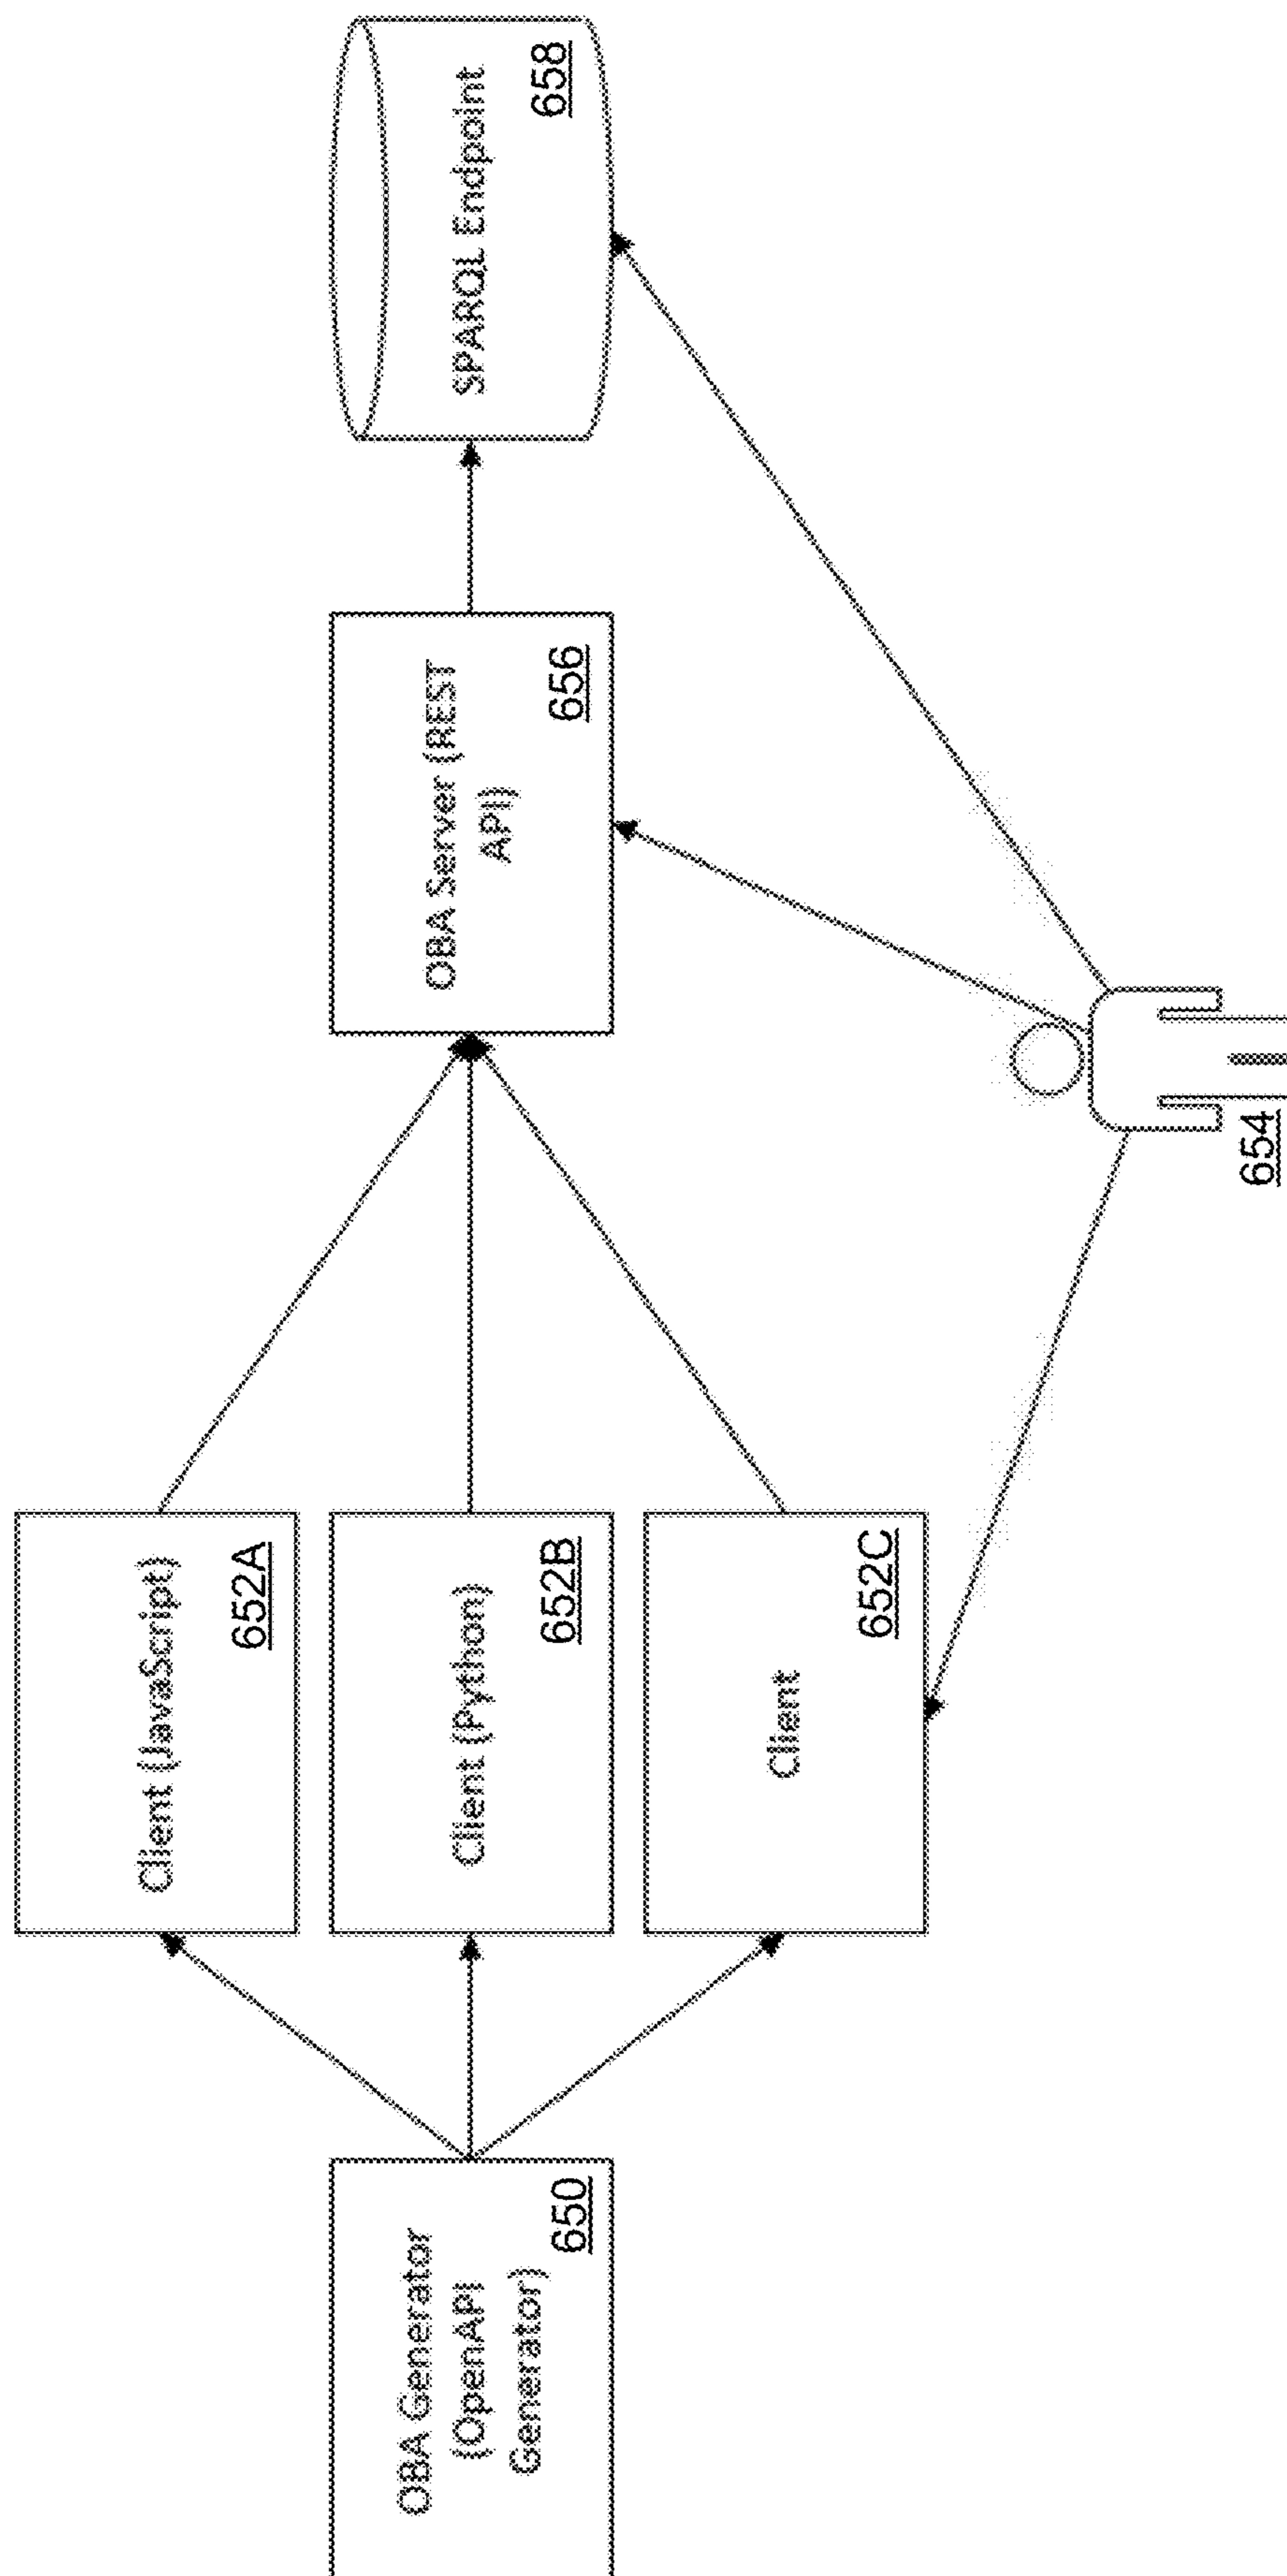 OBA Generator
(OpenAPI
Generator)
650
Client (JavaScript)
652A
Client (Python)
652B
Client
652C
OBA Server (REST
API)
656
SPARQL Endpoint
658
654